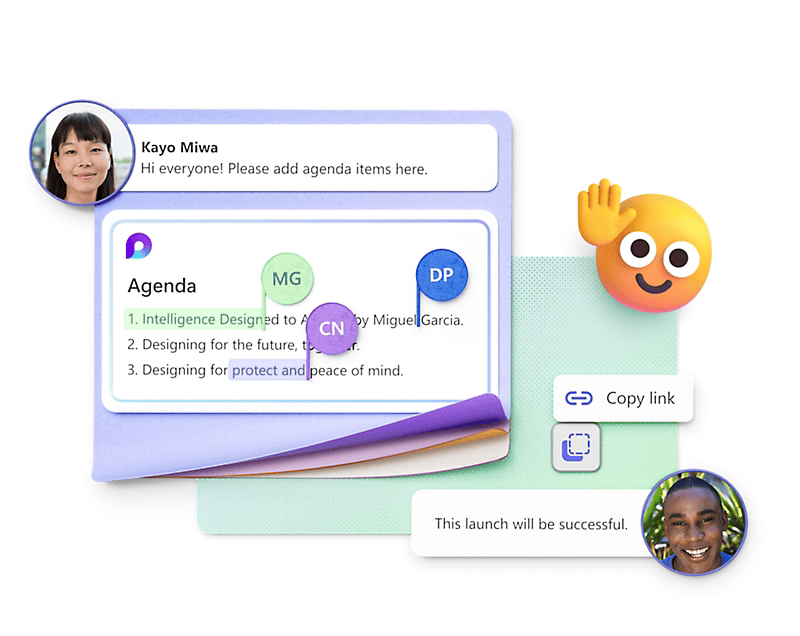 Kayo Miwa
Hi everyone! Please add agenda items here.
Agenda
MG
DP
CN
1. Intelligence Designed to by Miguel Garcia.
2. Designing for the future,
3. Designing for protect and peace of mind.
Copy link
This launch will be successful.